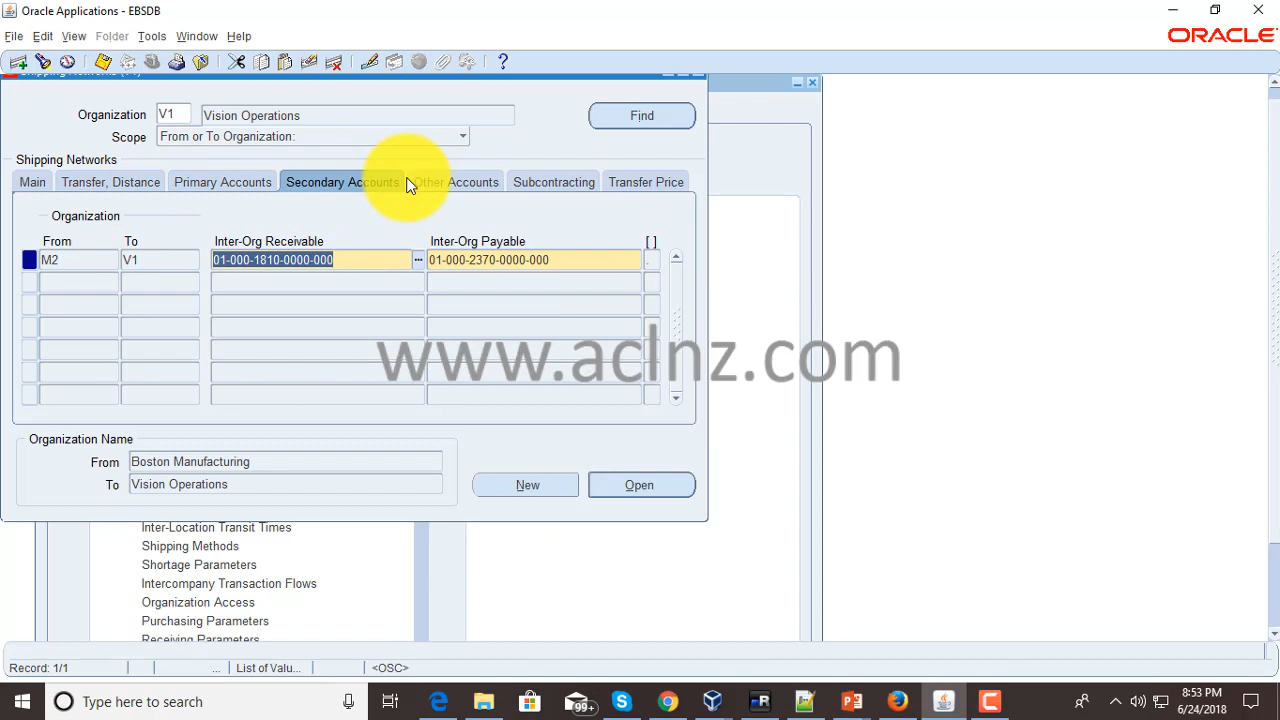 Oracle Applications - EBSDB
File Edit View Folder Tools Window Help
ORACLE
Organization V1 Vision Operations Find
Scope From or To Organization:
Shipping Networks
Main Transfer, Distance Primary Accounts Secondary Accounts Other Accounts Subcontracting Transfer Price
Organization
From To Inter-Org Receivable Inter-Org Payable [ ]
M2 V1 01-000-1810-0000-000 ... 01-000-2370-0000-000 .
www.aclnz.com
Organization Name
From Boston Manufacturing
To Vision Operations
New Open
Inter-Location Transit Times
Shipping Methods
Shortage Parameters
Intercompany Transaction Flows
Organization Access
Purchasing Parameters
Receiving Parameters
Record: 1/1 ... List of Valu... <OSC>
Type here to search
99+
R
8:53 PM
6/24/2018